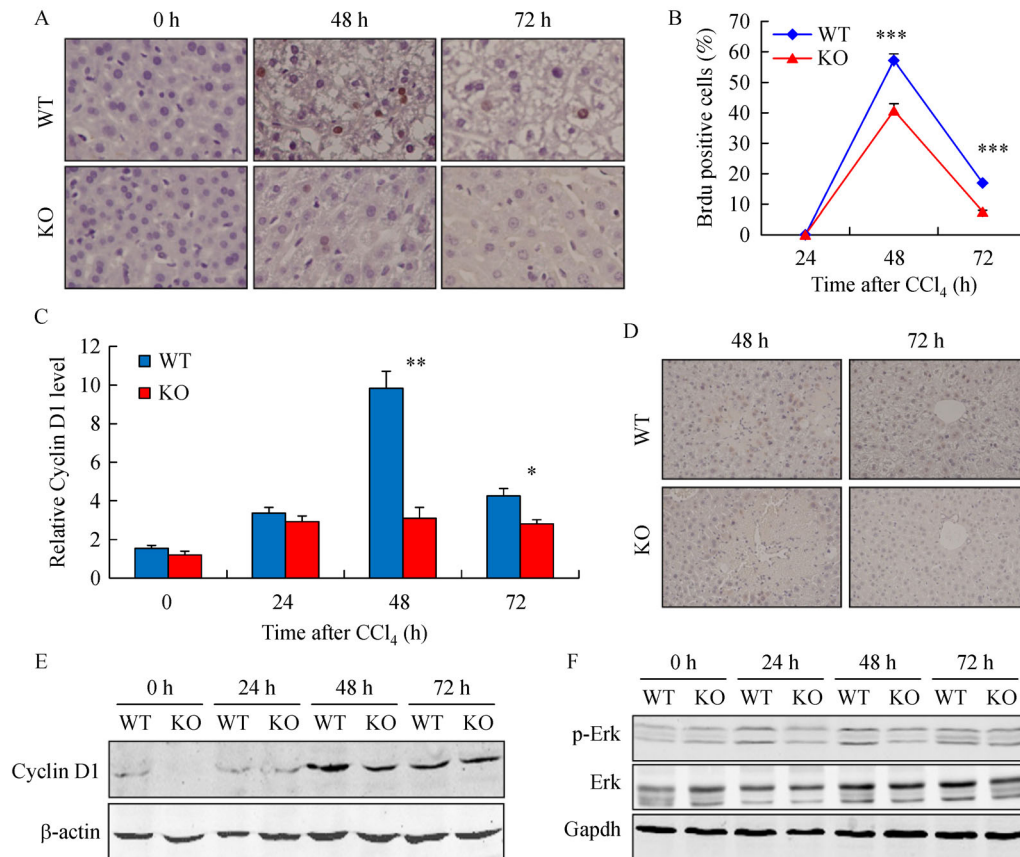 A
0 h 48 h 72 h
WT
KO
B
Brdu positive cells (%)
70
60
50
40
30
20
10
0
WT
KO
***
***
24 48 72
Time after CCl4 (h)
C
Relative Cyclin D1 level
12
10
8
6
4
2
0
WT
KO
**
*
0 24 48 72
Time after CCl4 (h)
D
48 h 72 h
WT
KO
E
0 h 24 h 48 h 72 h
WT KO WT KO WT KO WT KO
Cyclin D1
β-actin
F
0 h 24 h 48 h 72 h
WT KO WT KO WT KO WT KO
p-Erk
Erk
Gapdh